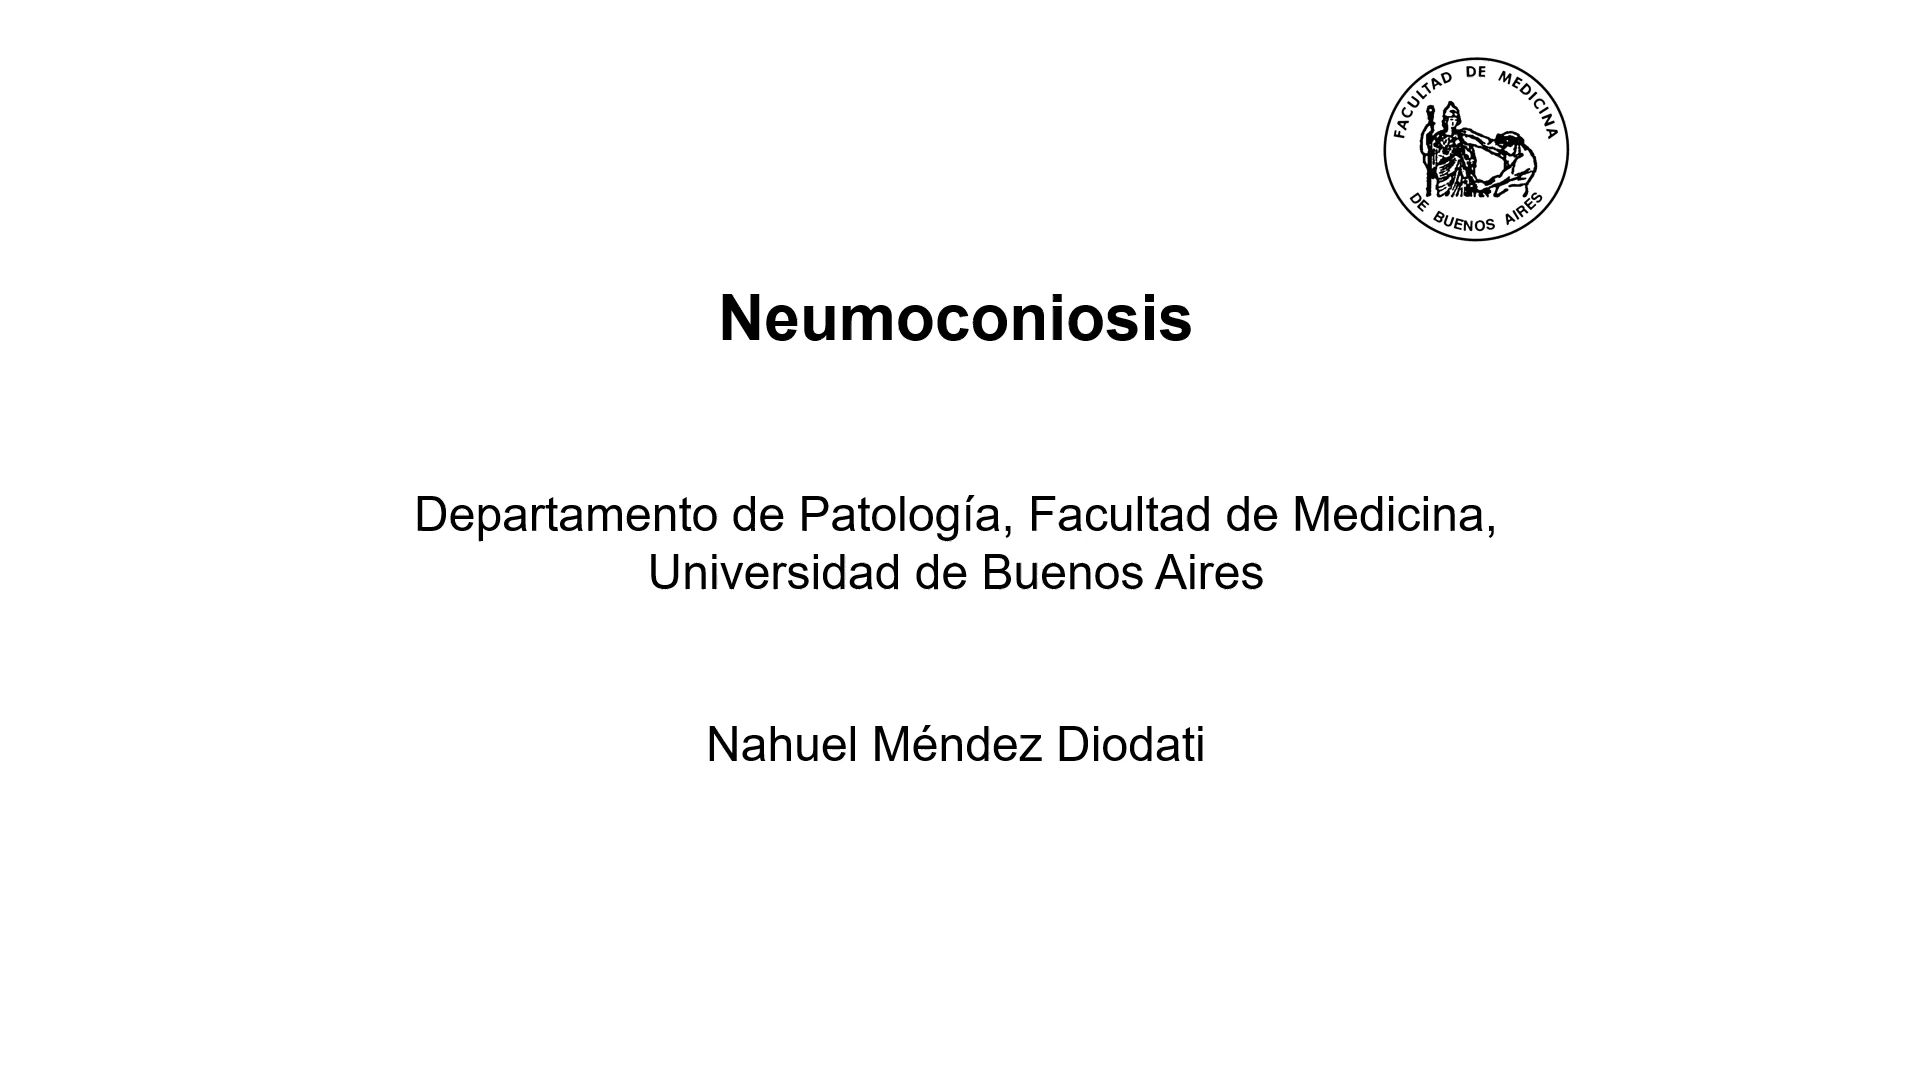 FACULTAD DE MEDICINA
DE BUENOS AIRES
Neumoconiosis
Departamento de Patología, Facultad de Medicina,
Universidad de Buenos Aires
Nahuel Méndez Diodati